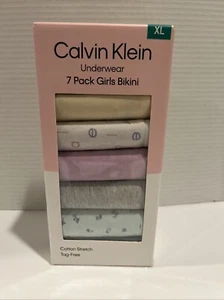 XL
Calvin Klein
Underwear
7 Pack Girls Bikini
Cotton Stretch
Tag Free